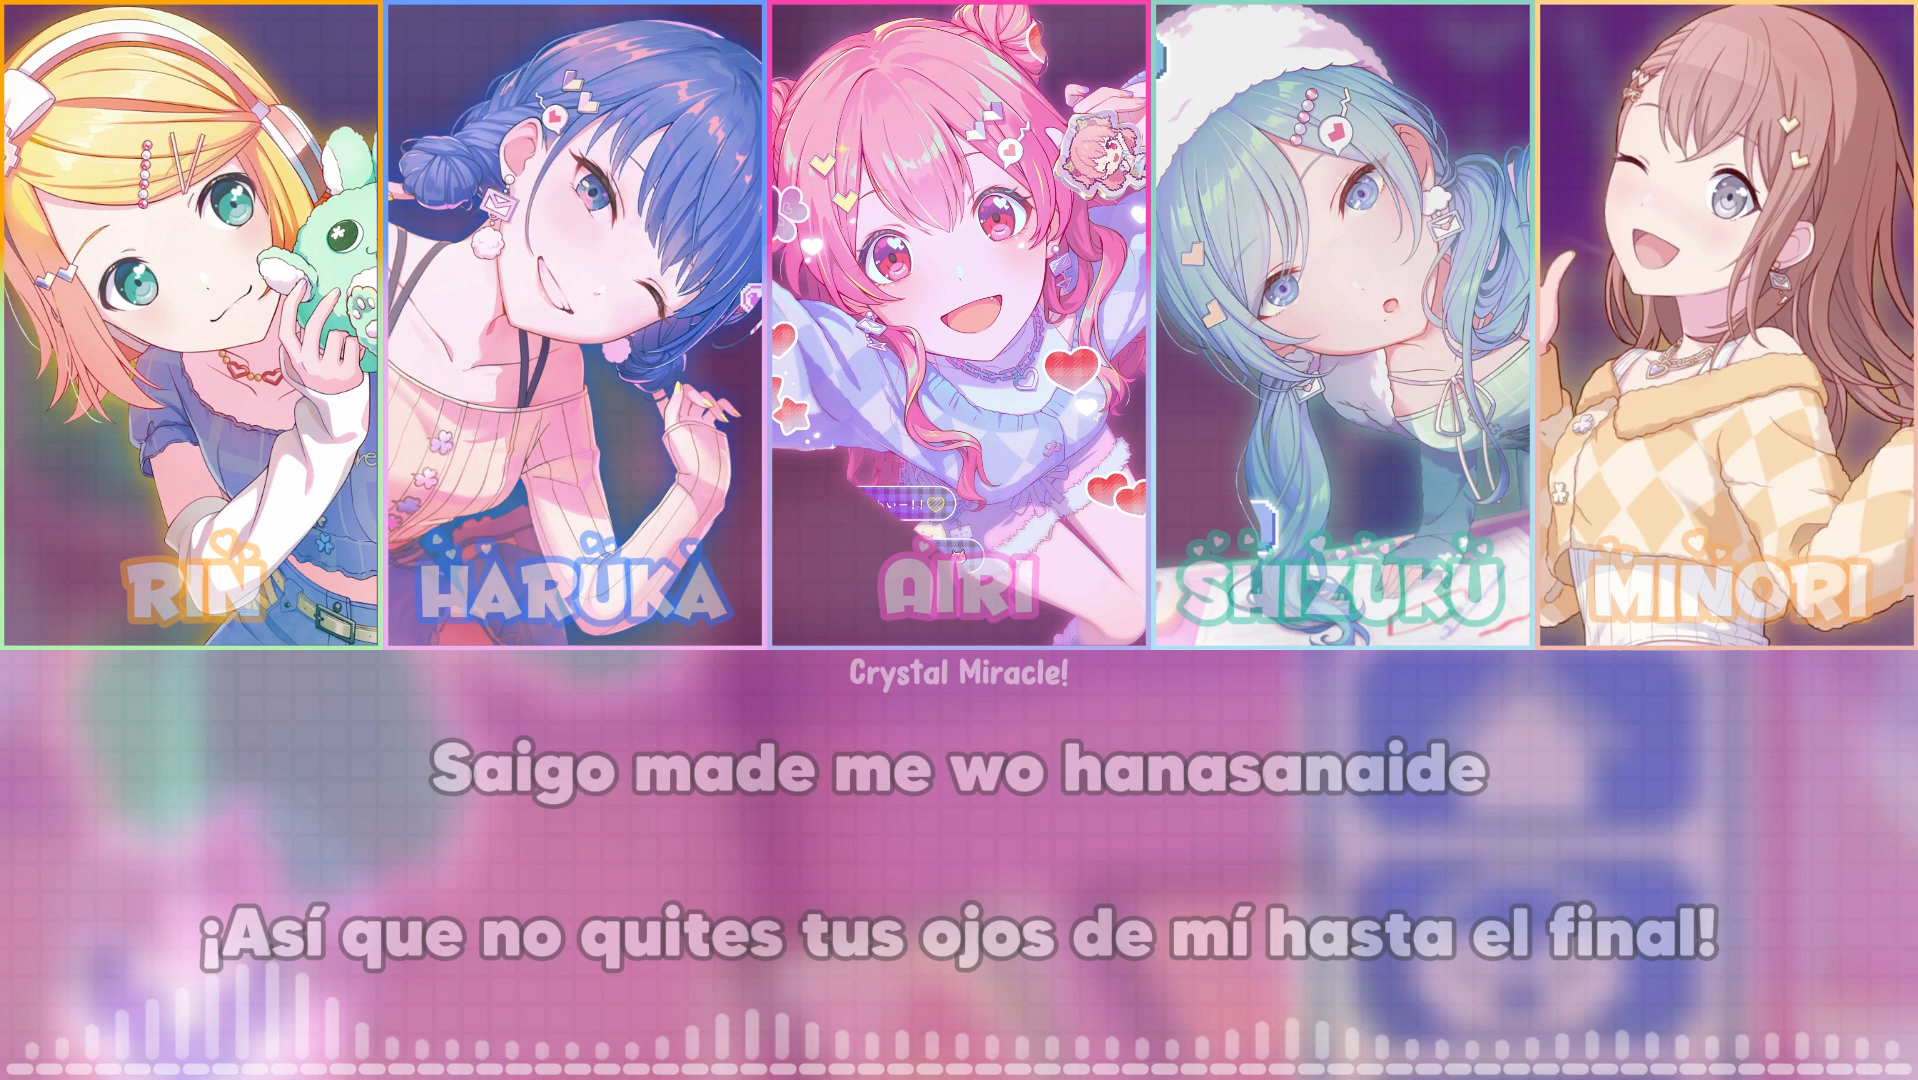 RIN
HARUKA
AIRI
SHIZUKU
MINORI
Crystal Miracle!
Saigo made me wo hanasanaide
¡Así que no quites tus ojos de mí hasta el final!